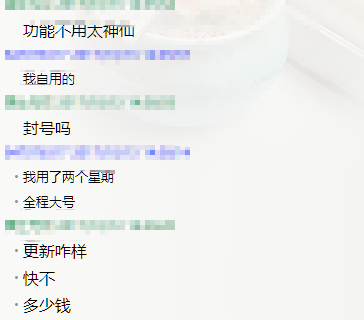 功能不用太神仙
我自用的
封号吗
我用了两个星期
全程大号
更新咋样
快不
多少钱